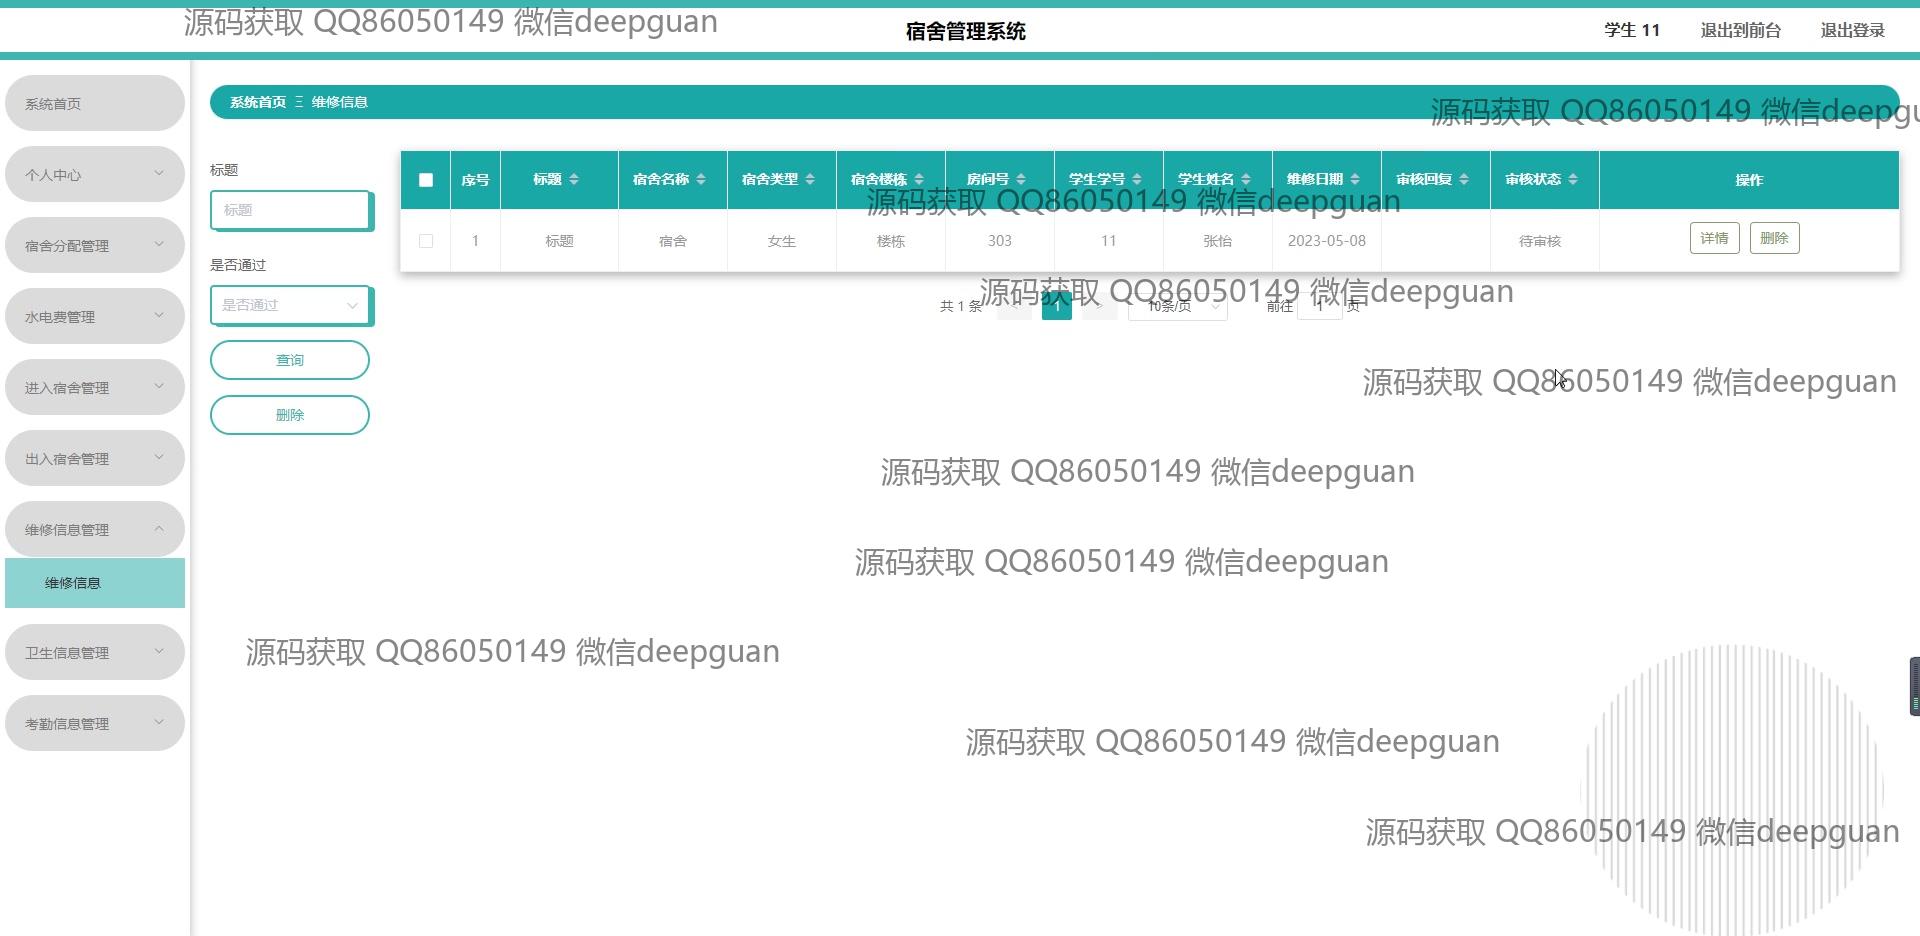 源码获取 QQ86050149 微信deepguan
宿舍管理系统
学生 11
退出到前台
退出登录
系统首页
个人中心
宿舍分配管理
水电费管理
进入宿舍管理
出入宿舍管理
维修信息管理
维修信息
卫生信息管理
考勤信息管理
系统首页 Ξ 维修信息
源码获取 QQ86050149 微信deepgu
标题
标题
是否通过
是否通过
查询
删除
序号 标题 宿舍名称 宿舍类型 宿舍楼栋 房间号 学生学号 学生姓名 维修日期 审核回复 审核状态 操作
源码获取 QQ86050149 微信deepguan
1 标题 宿舍 女生 楼栋 303 11 张怡 2023-05-08 待审核 详情 删除
源码获取 QQ86050149 微信deepguan
共 1 条 < 1 > 10条/页 前往 1 页
源码获取 QQ86050149 微信deepguan
源码获取 QQ86050149 微信deepguan
源码获取 QQ86050149 微信deepguan
源码获取 QQ86050149 微信deepguan
源码获取 QQ86050149 微信deepguan
源码获取 QQ86050149 微信deepguan